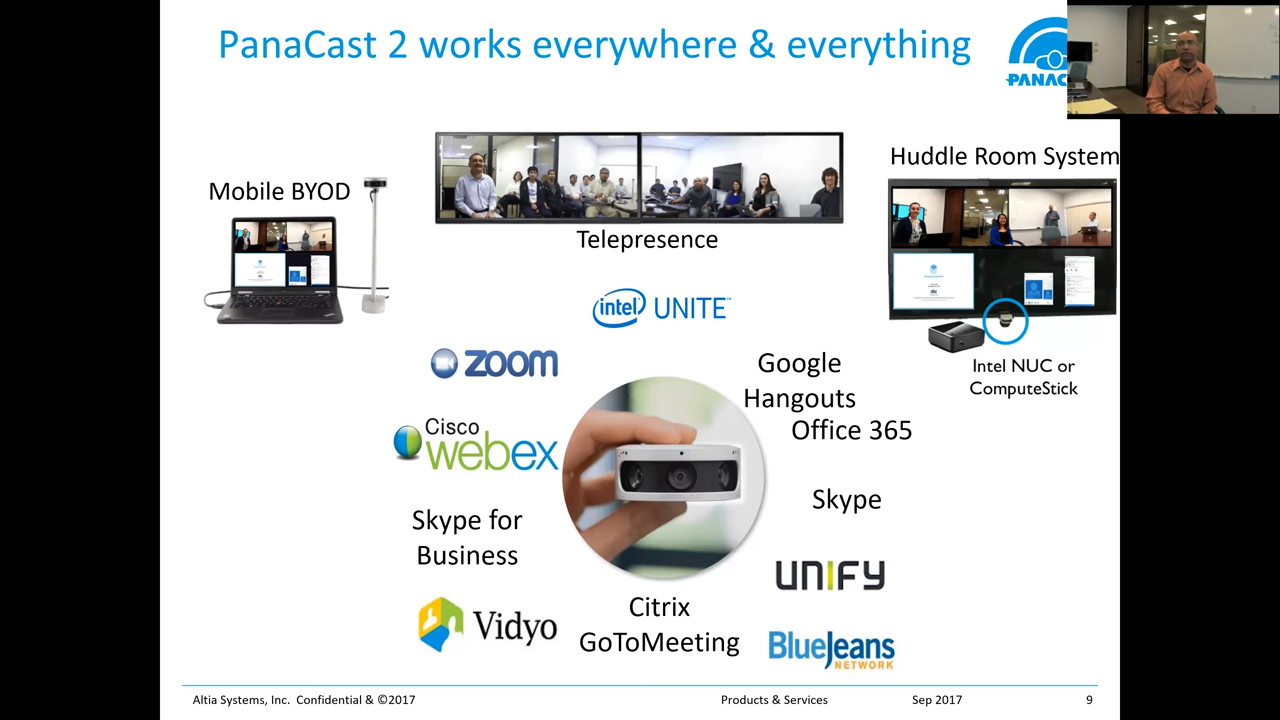 PanaCast 2 works everywhere & everything
PANAC
Mobile BYOD
Telepresence
Huddle Room System
intel UNITE™
zoom
Google
Hangouts
Office 365
Intel NUC or
ComputeStick
Cisco
webex
Skype
Skype for
Business
UNIFY
Vidyo
Citrix
GoToMeeting
BlueJeans
NETWORK
Altia Systems, Inc. Confidential & ©2017
Products & Services
Sep 2017
9